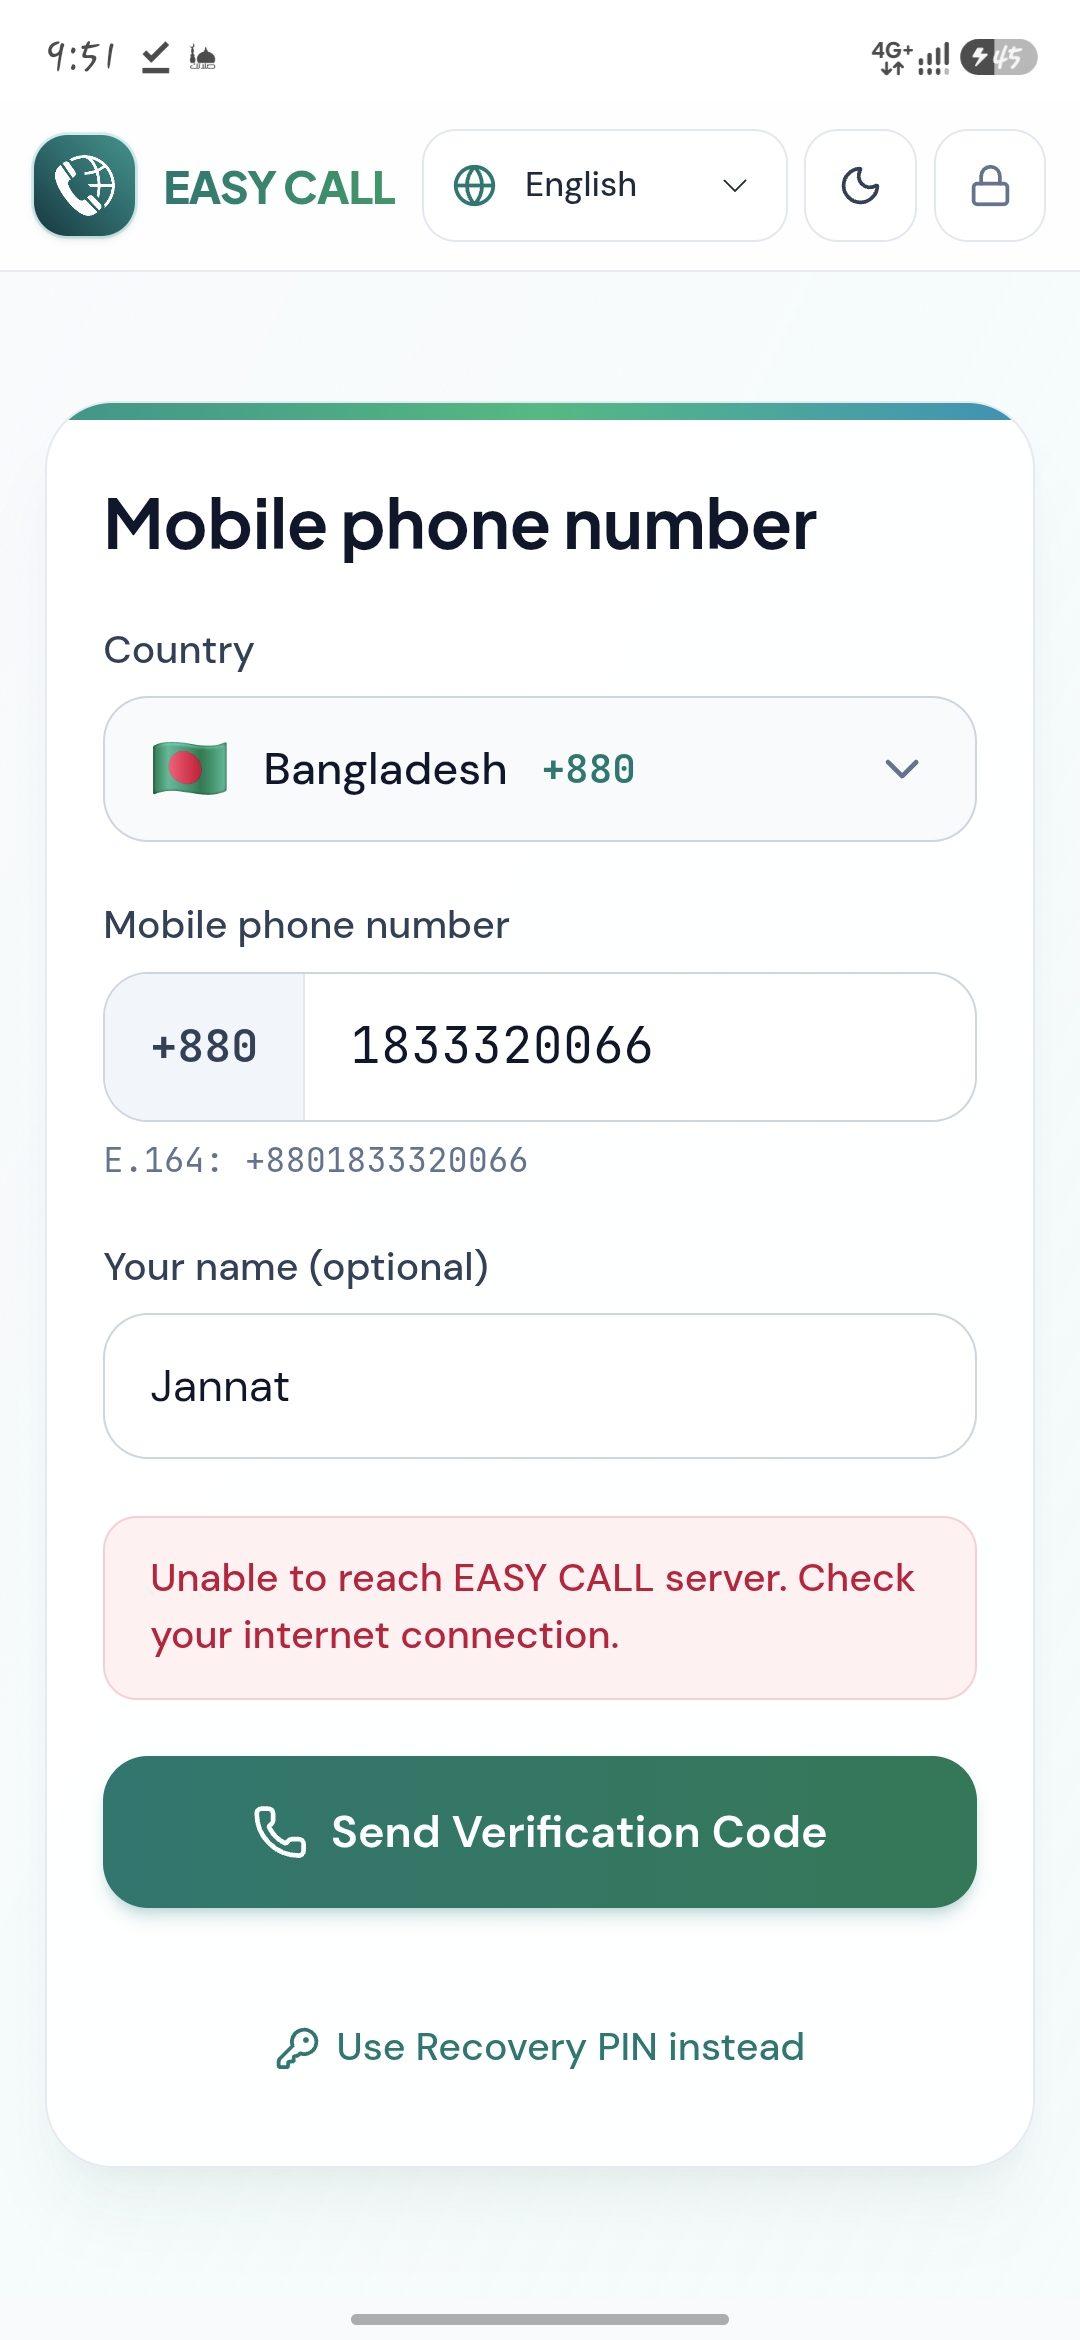 9:51
4G+
45
EASY CALL
English
Mobile phone number
Country
Bangladesh +880
Mobile phone number
+880 1833320066
E.164: +8801833320066
Your name (optional)
Jannat
Unable to reach EASY CALL server. Check
your internet connection.
Send Verification Code
Use Recovery PIN instead